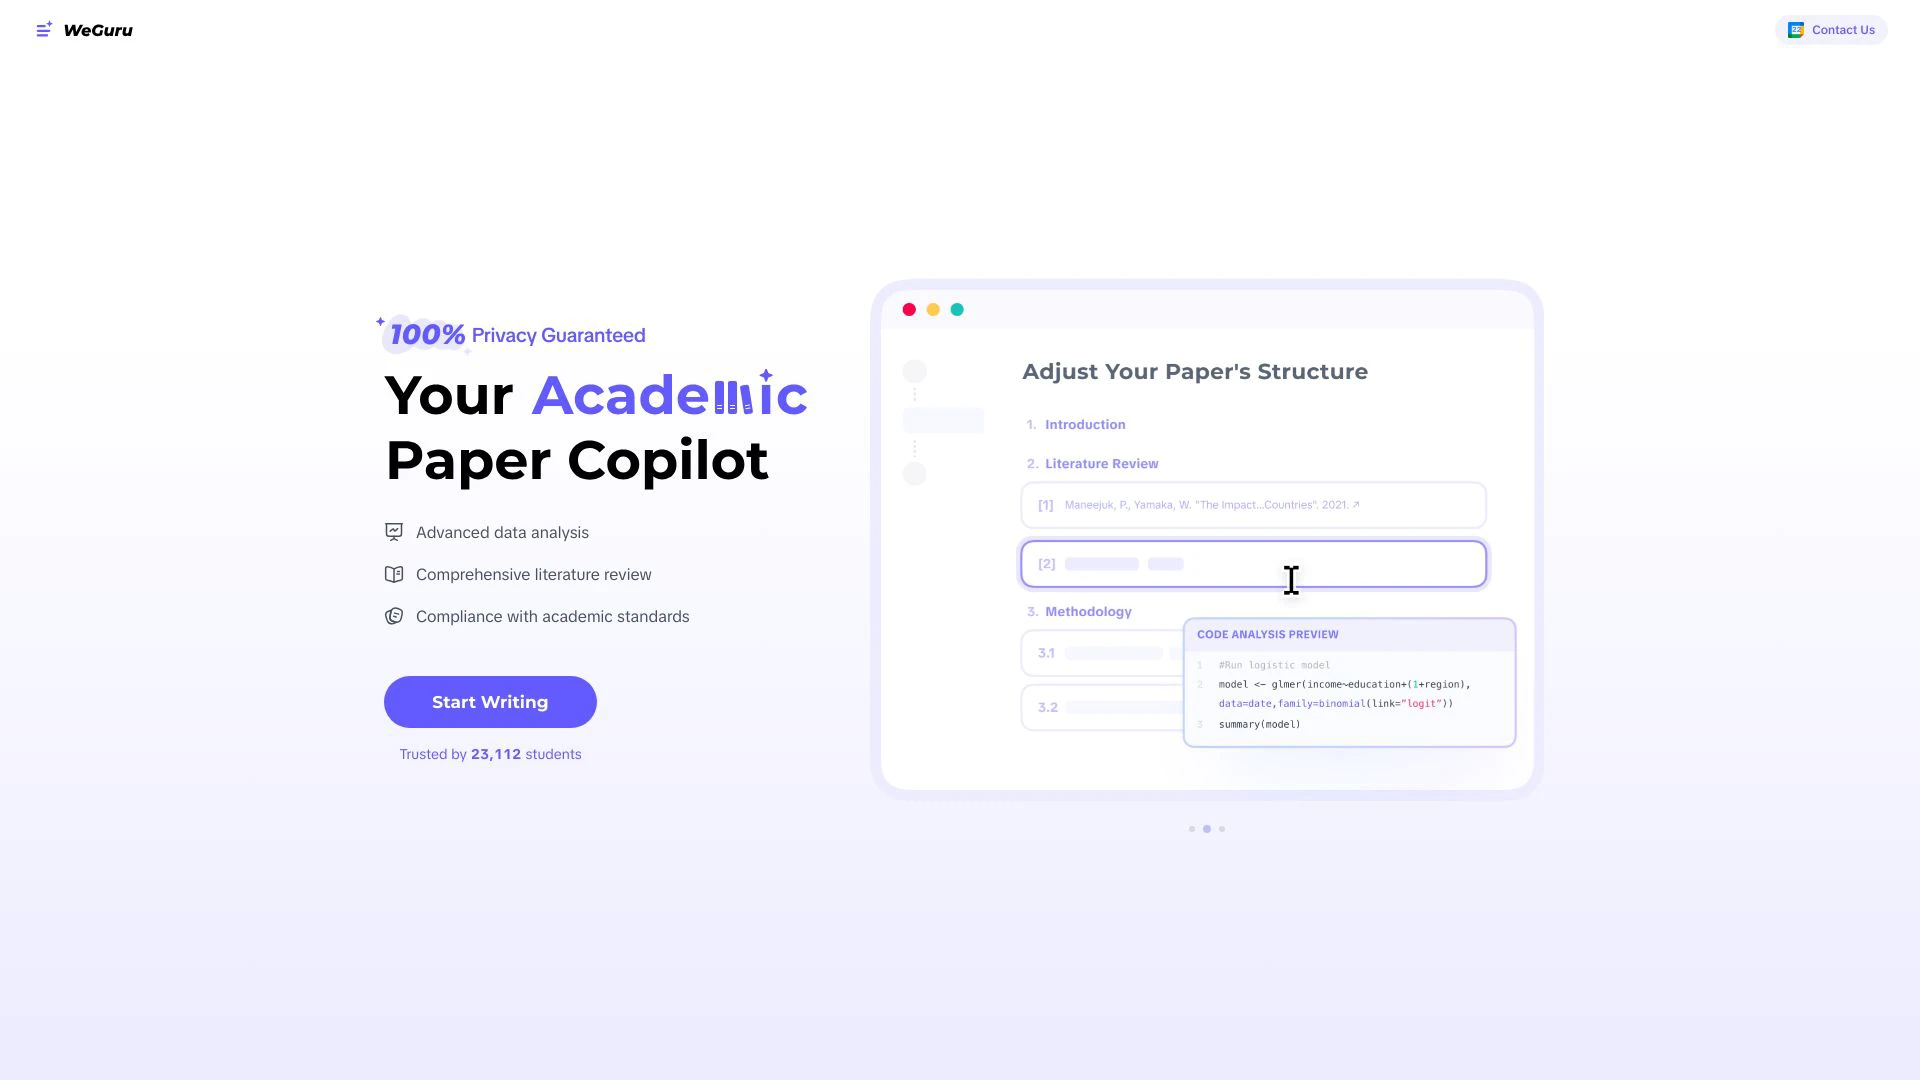 WeGuru
Contact Us
100% Privacy Guaranteed
Your Academic
Paper Copilot
Advanced data analysis
Comprehensive literature review
Compliance with academic standards
Start Writing
Trusted by 23,112 students
Adjust Your Paper's Structure
1. Introduction
2. Literature Review
[1] Maneejuk, P., Yamaka, W. "The Impact...Countries". 2021. ↗
[2]
3. Methodology
3.1
3.2
CODE ANALYSIS PREVIEW
1 #Run logistic model
2 model <- glmer(income~education+(1+region),
data=date,family=binomial(link="logit"))
3 summary(model)